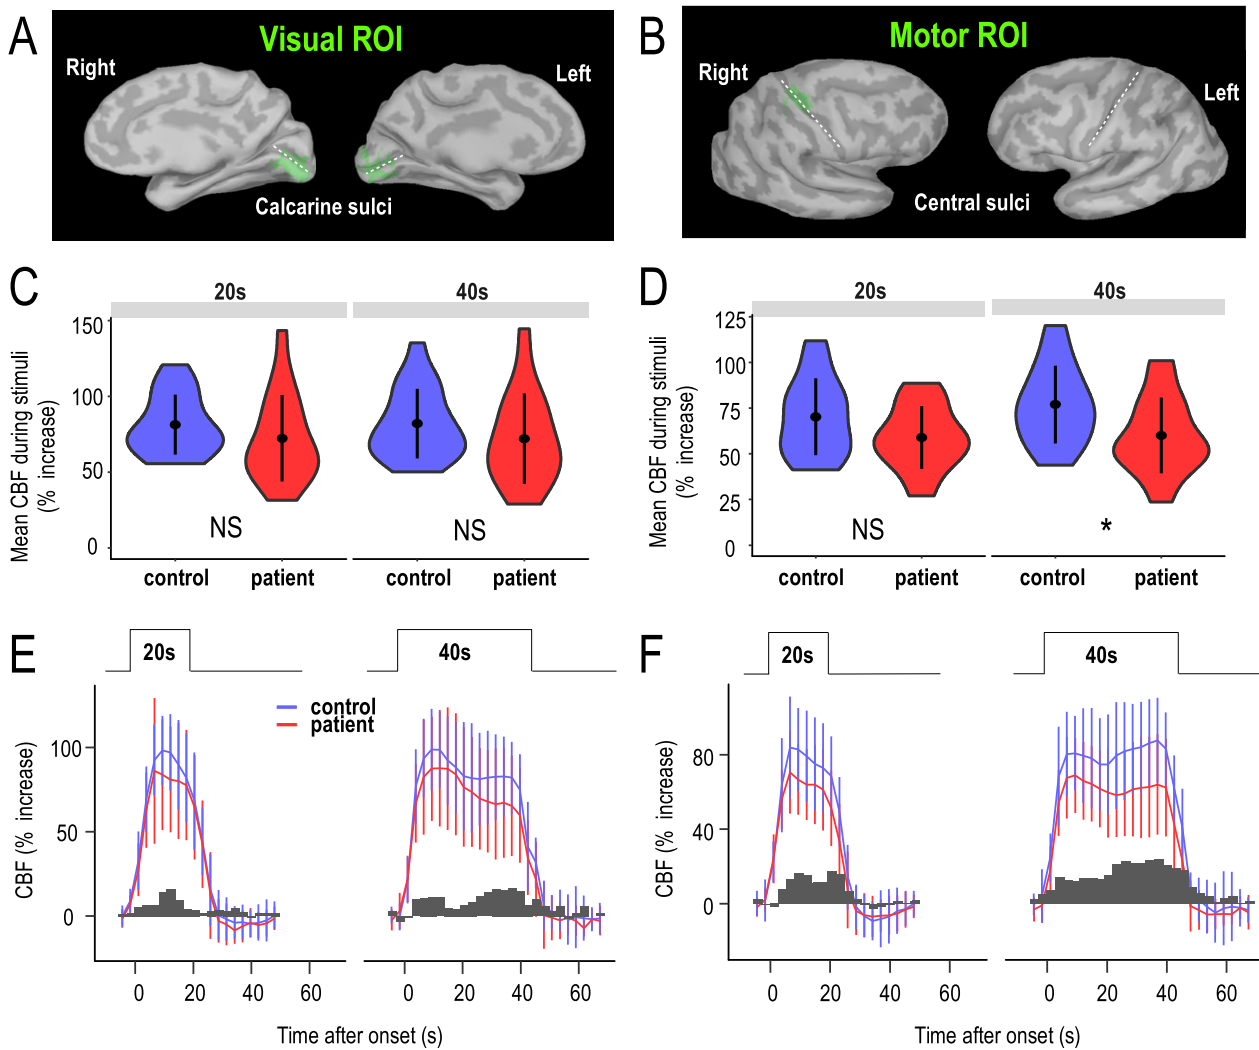 A
Visual ROI
Right
Left
Calcarine sulci
B
Motor ROI
Right
Left
Central sulci
C
20s
40s
Mean CBF during stimuli
(% increase)
150
100
50
0
NS
NS
control
patient
control
patient
D
20s
40s
Mean CBF during stimuli
(% increase)
125
100
75
50
25
0
NS
*
control
patient
control
patient
E
20s
40s
control
patient
CBF (% increase)
100
50
0
0
20
40
60
0
20
40
60
Time after onset (s)
F
20s
40s
CBF (% increase)
80
40
0
0
20
40
60
0
20
40
60
Time after onset (s)